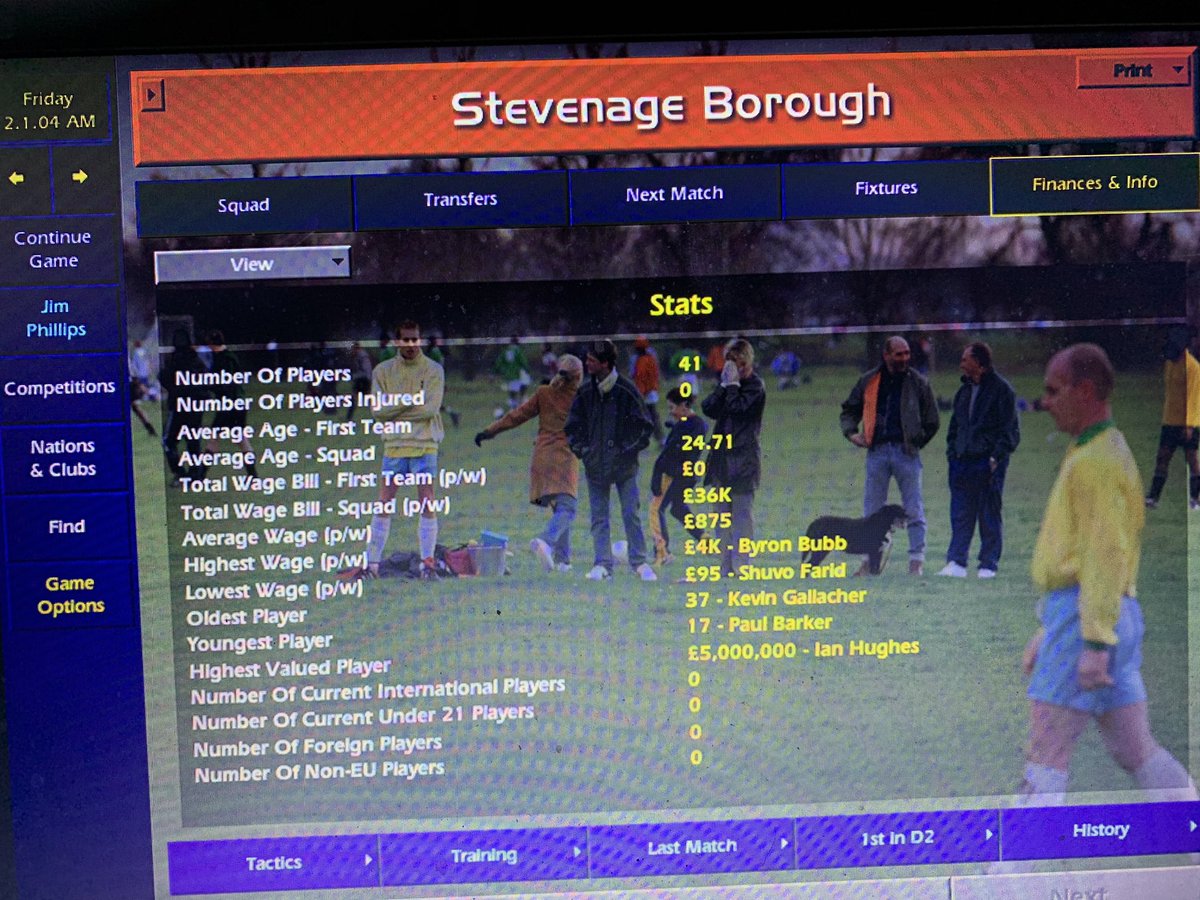 Friday
2.1.04 AM
Continue
Game
Jim
Phillips
Competitions
Nations
& Clubs
Find
Game
Options
Stevenage Borough
Print
Squad
Transfers
Next Match
Fixtures
Finances & Info
View
Stats
Number Of Players 41
Number Of Players Injured 0
Average Age - First Team -
Average Age - Squad 24.71
Total Wage Bill - First Team (p/w) £0
Total Wage Bill - Squad (p/w) £36K
Average Wage (p/w) £875
Highest Wage (p/w) £4K - Byron Bubb
Lowest Wage (p/w) £95 - Shuvo Farid
Oldest Player 37 - Kevin Gallacher
Youngest Player 17 - Paul Barker
Highest Valued Player £5,000,000 - Ian Hughes
Number Of Current International Players 0
Number Of Current Under 21 Players 0
Number Of Foreign Players 0
Number Of Non-EU Players 0
Tactics
Training
Last Match
1st in D2
History
Next